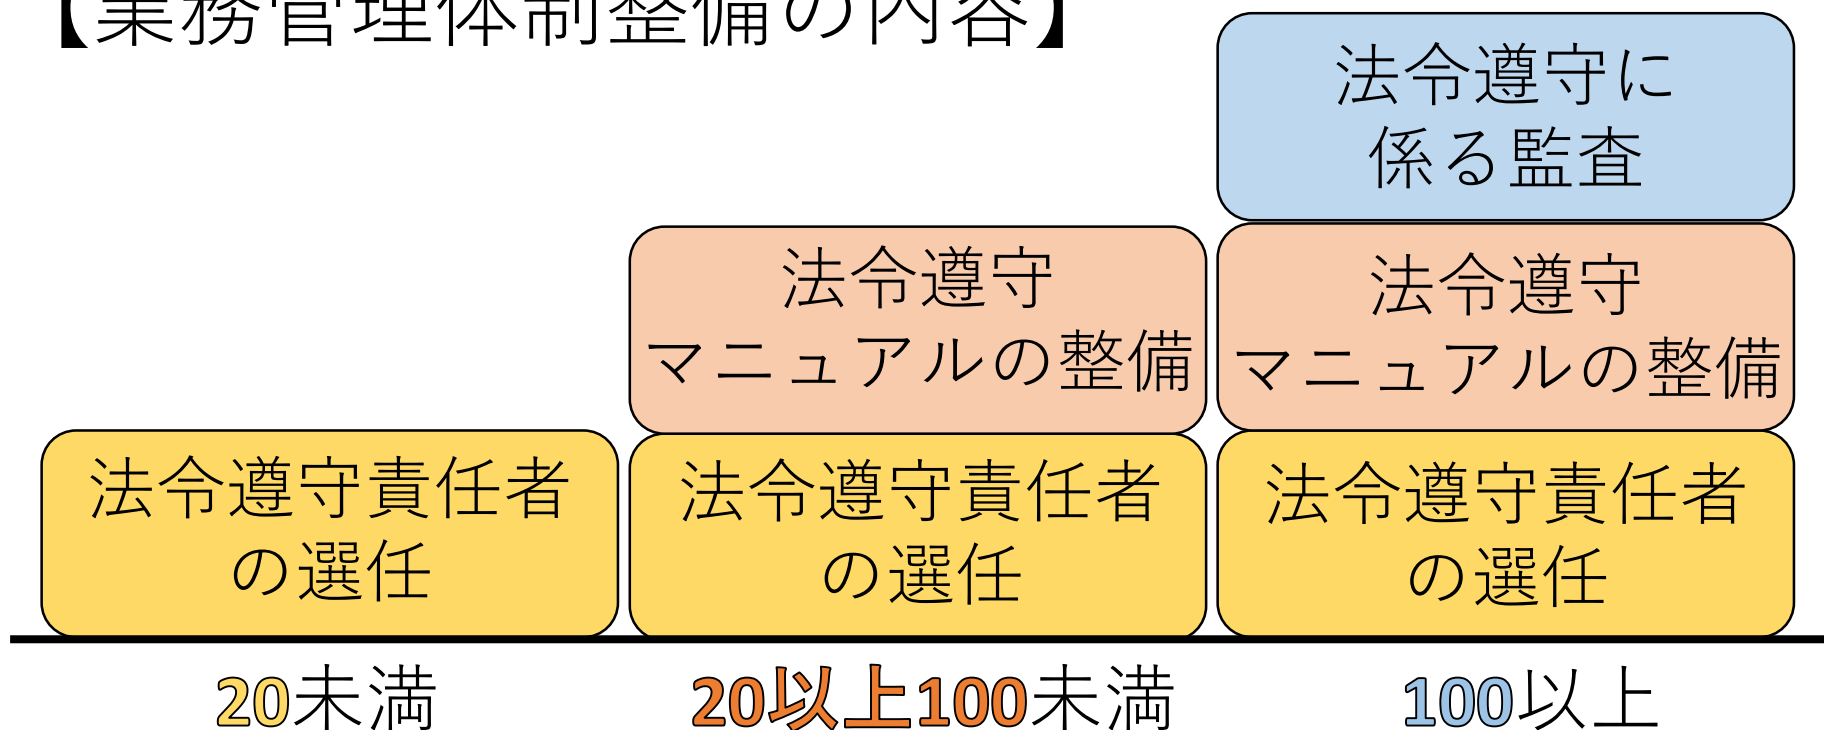 【業務管理体制整備の内容】
法令遵守に
係る監査
法令遵守
マニュアルの整備
法令遵守
マニュアルの整備
法令遵守責任者
の選任
法令遵守責任者
の選任
法令遵守責任者
の選任
20未満
20以上100未満
100以上